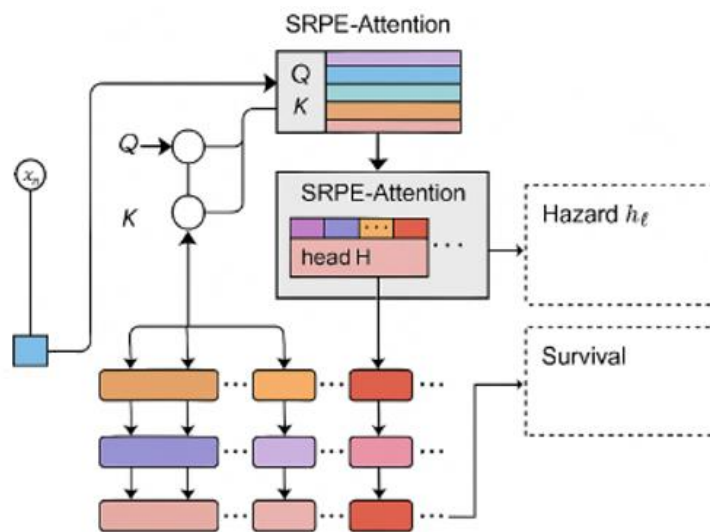 SRPE-Attention
Q
K
Q
K
x_n
SRPE-Attention
head H
Hazard h_ℓ
Survival